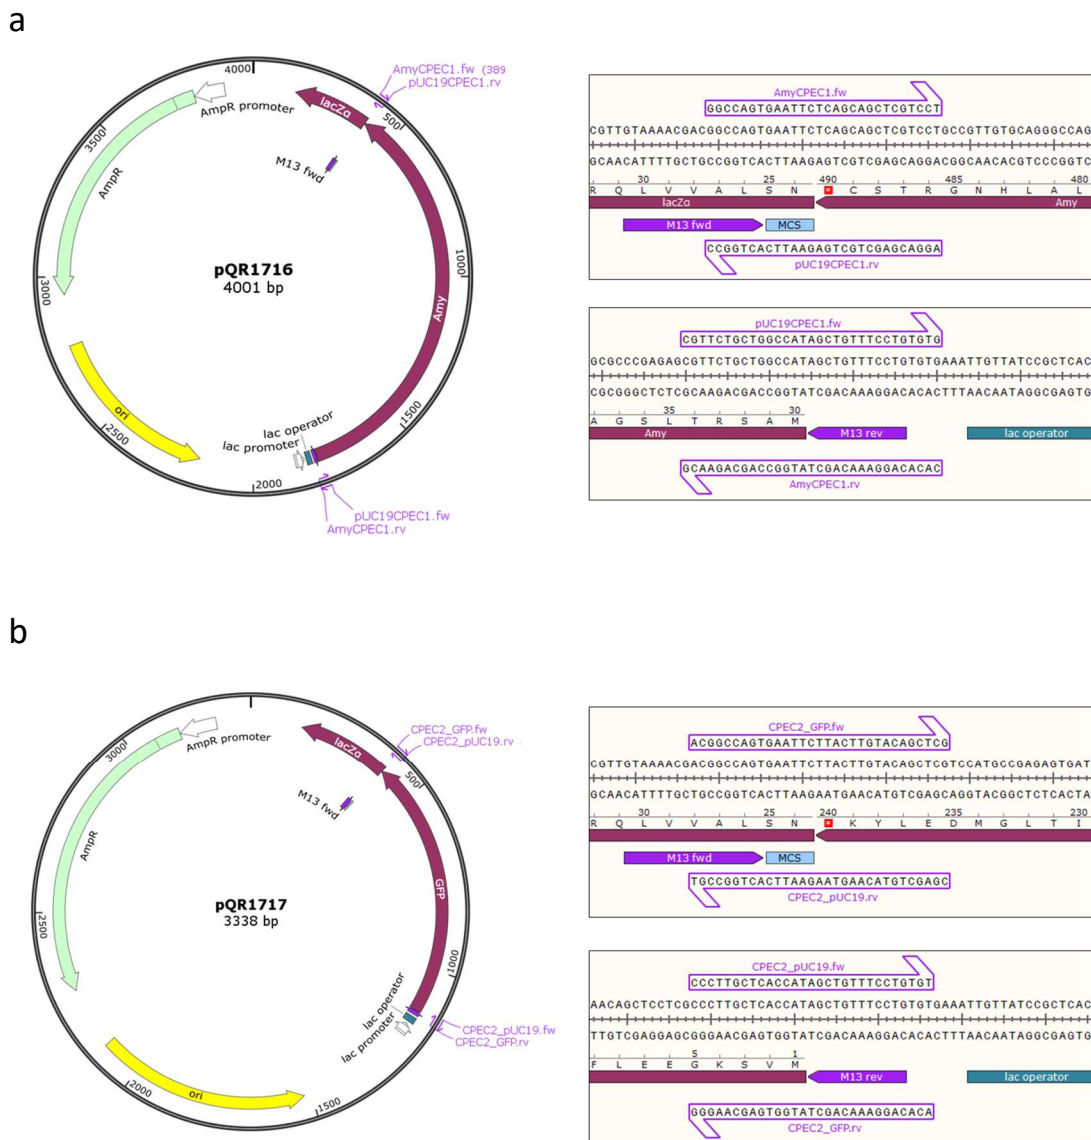 a
4000
AmyCPEC1.fw (389
pUC19CPEC1.rv
AmpR promoter
lacZα
500
3500
AmpR
M13 fwd
pQR1716
4001 bp
1000
3000
Amy
ori
lac operator
lac promoter
1500
2500
2000
pUC19CPEC1.fw
AmyCPEC1.rv
AmyCPEC1.fw
GGCCAGTGAATTCTCAGCAGCTCGTCCT
CGTTGTAAAACGACGGCCAGTGAATTCTCAGCAGCTCGTCCTGCCGTTGTGCAGGGCCAG
GCAACATTTTGCTGCCGGTCACTTAAGAGTCGTCGAGCAGGACGGCAACACGTCCCGGTC
30 25 490 485 480
R Q L V V A L S N * C S T R G N H L A L
lacZα Amy
M13 fwd MCS
CCGGTCACTTAAGAGTCGTCGAGCAGGA
pUC19CPEC1.rv
pUC19CPEC1.fw
CGTTCTGCTGGCCATAGCTGTTTCCTGTGTG
GCGCCCGAGAGCGTTCTGCTGGCCATAGCTGTTTCCTGTGTGAAATTGTTATCCGCTCAC
CGCGGGCTCTCGCAAGACGACCGGTATCGACAAAGGACACACTTTAACAATAGGCGAGTG
35 30
A G S L T R S A M
Amy M13 rev lac operator
GCAAGACGACCGGTATCGACAAAGGACACAC
AmyCPEC1.rv
b
AmpR promoter
lacZα
CPEC2_GFP.fw
CPEC2_pUC19.rv
500
3000
AmpR
M13 fwd
pQR1717
3338 bp
GFP
2500
1000
lac operator
lac promoter
CPEC2_pUC19.fw
CPEC2_GFP.rv
2000
ori
1500
CPEC2_GFP.fw
ACGGCCAGTGAATTCTTACTTGTACAGCTCG
CGTTGTAAAACGACGGCCAGTGAATTCTTACTTGTACAGCTCGTCCATGCCGAGAGTGAT
GCAACATTTTGCTGCCGGTCACTTAAGAATGAACATGTCGAGCAGGTACGGCTCTCACTA
30 25 240 235 230
R Q L V V A L S N * K Y L E D M G L T I
M13 fwd MCS
TGCCGGTCACTTAAGAATGAACATGTCGAGC
CPEC2_pUC19.rv
CPEC2_pUC19.fw
CCCTTGCTCACCATAGCTGTTTCCTGTGT
AACAGCTCCTCGCCCTTGCTCACCATAGCTGTTTCCTGTGTGAAATTGTTATCCGCTCAC
TTGTCGAGGAGCGGGAACGAGTGGTATCGACAAAGGACACACTTTAACAATAGGCGAGTG
5 1
F L E E G K S V M
M13 rev lac operator
GGGAACGAGTGGTATCGACAAAGGACACA
CPEC2_GFP.rv